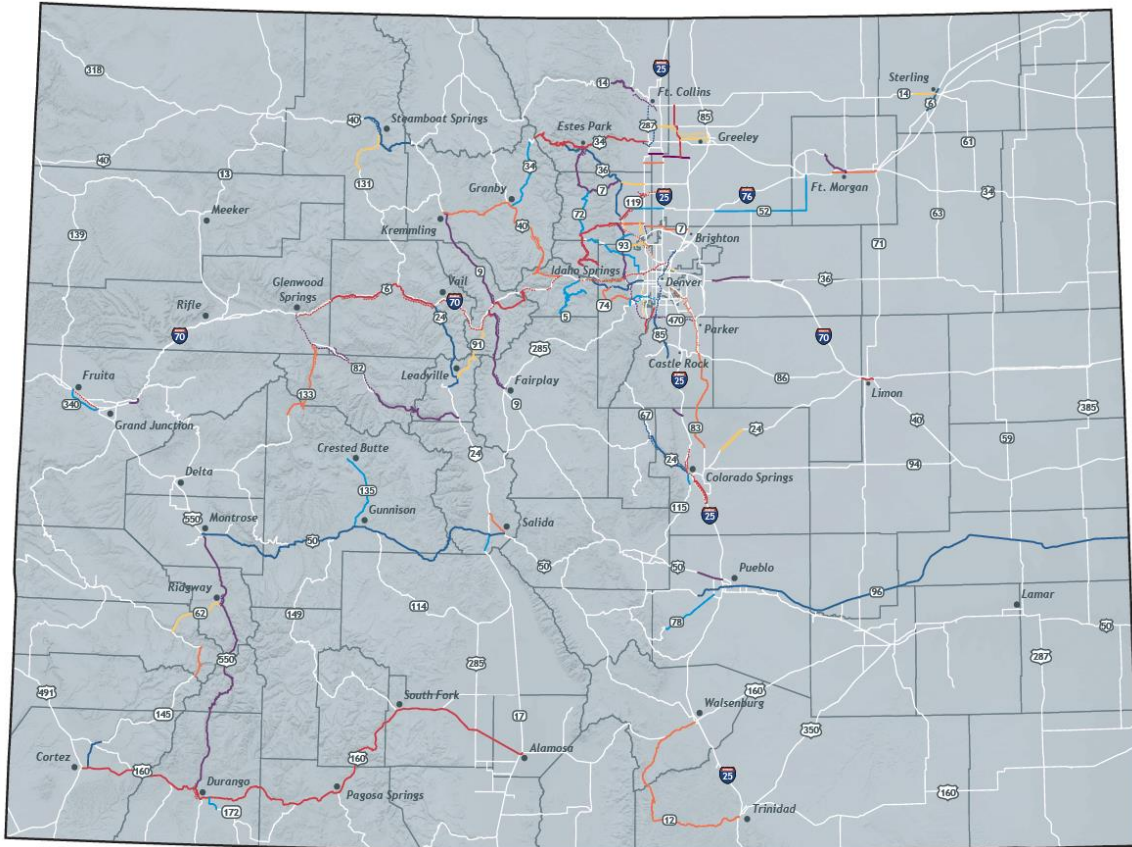 25
318
14
Ft. Collins
Sterling
14
6
40
Steamboat Springs
287
85
Greeley
Estes Park
34
61
40
13
131
34
36
76
Ft. Morgan
34
Granby
7
25
Meeker
72
119
52
63
Kremmling
40
139
93
7
Brighton
71
9
Idaho Springs
Denver
36
Glenwood
Springs
6
Vail
70
Rifle
24
5
74
470
Parker
70
91
285
85
70
82
Castle Rock
Leadville
25
86
Fruita
Fairplay
Limon
340
133
9
385
Grand Junction
67
40
83
24
59
Crested Butte
24
24
94
Delta
Colorado Springs
135
115
25
550
Montrose
Gunnison
Salida
50
50
50
Pueblo
Ridgway
96
Lamar
62
149
114
78
50
550
285
287
491
South Fork
160
145
17
Walsenburg
350
Cortez
160
160
Alamosa
Durango
Pagosa Springs
25
160
172
12
Trinidad